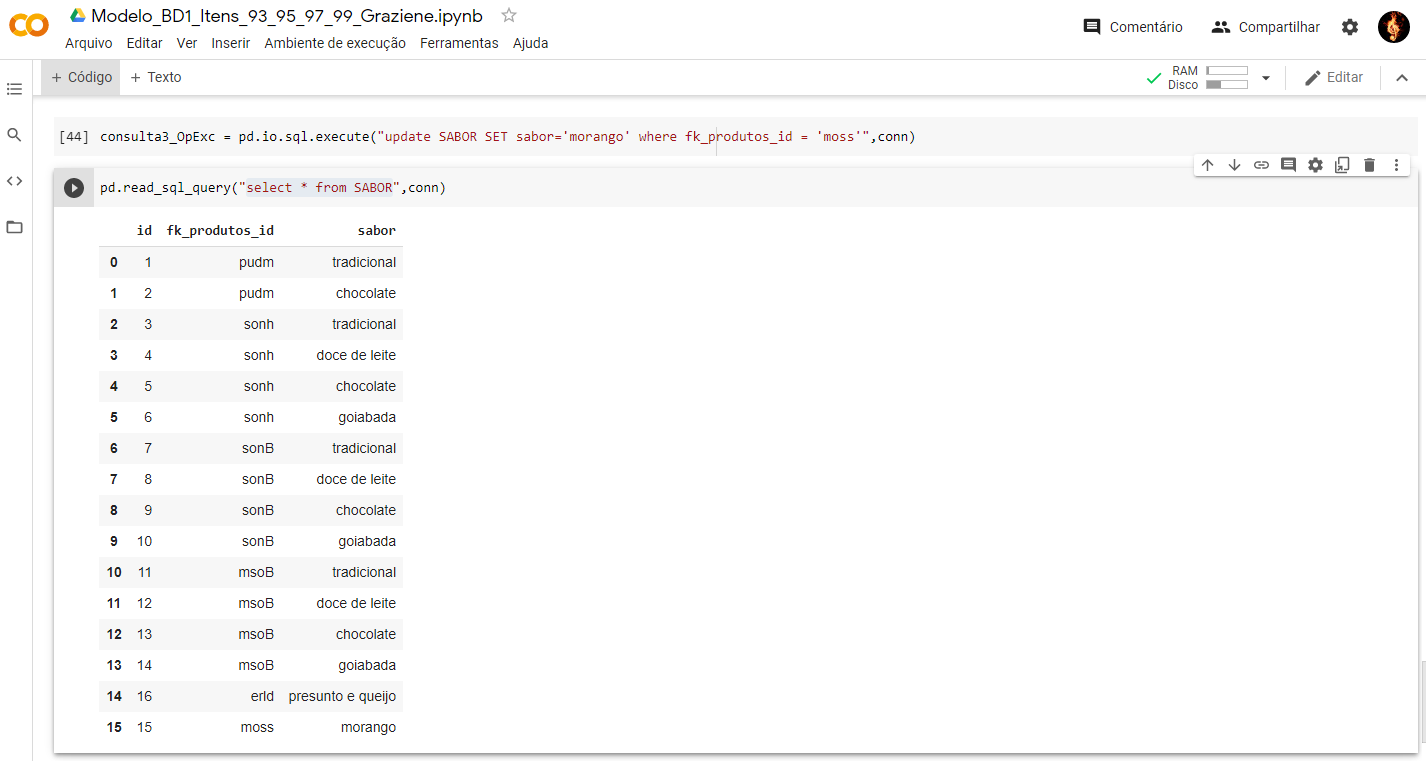 Modelo_BD1_Itens_93_95_97_99_Graziene.ipynb
Arquivo Editar Ver Inserir Ambiente de execução Ferramentas Ajuda
Comentário Compartilhar
+ Código + Texto
RAM
Disco
Editar
[44] consulta3_OpExc = pd.io.sql.execute("update SABOR SET sabor='morango' where fk_produtos_id = 'moss'",conn)
pd.read_sql_query("select * from SABOR",conn)
id fk_produtos_id sabor
0 1 pudm tradicional
1 2 pudm chocolate
2 3 sonh tradicional
3 4 sonh doce de leite
4 5 sonh chocolate
5 6 sonh goiabada
6 7 sonB tradicional
7 8 sonB doce de leite
8 9 sonB chocolate
9 10 sonB goiabada
10 11 msoB tradicional
11 12 msoB doce de leite
12 13 msoB chocolate
13 14 msoB goiabada
14 16 erld presunto e queijo
15 15 moss morango